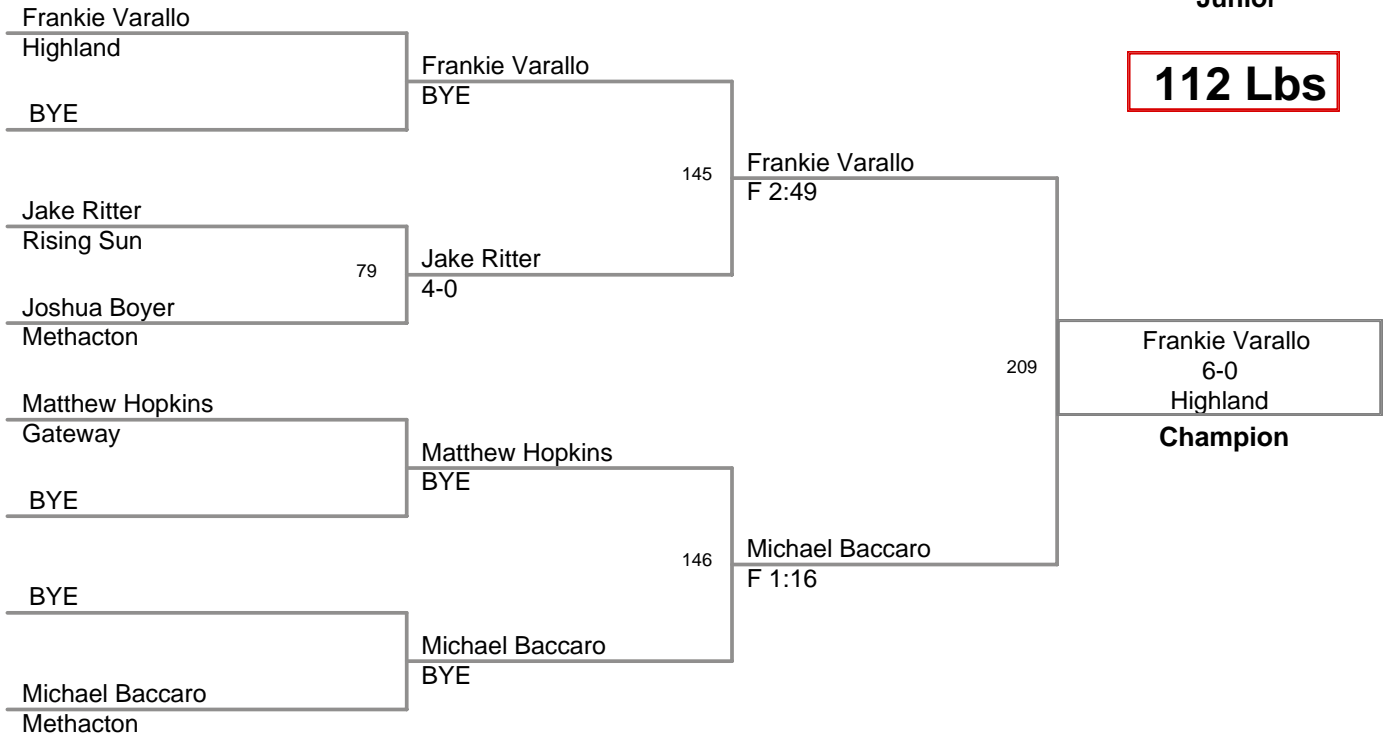 Junior
Frankie Varallo
Highland
Frankie Varallo
112 Lbs
BYE
BYE
Frankie Varallo
145
F 2:49
Jake Ritter
Rising Sun
Jake Ritter
79
4-0
Joshua Boyer
Methacton
Frankie Varallo
209
6-0
Highland
Matthew Hopkins
Gateway
Champion
Matthew Hopkins
BYE
BYE
Michael Baccaro
146
F 1:16
BYE
Michael Baccaro
BYE
Michael Baccaro
Methacton